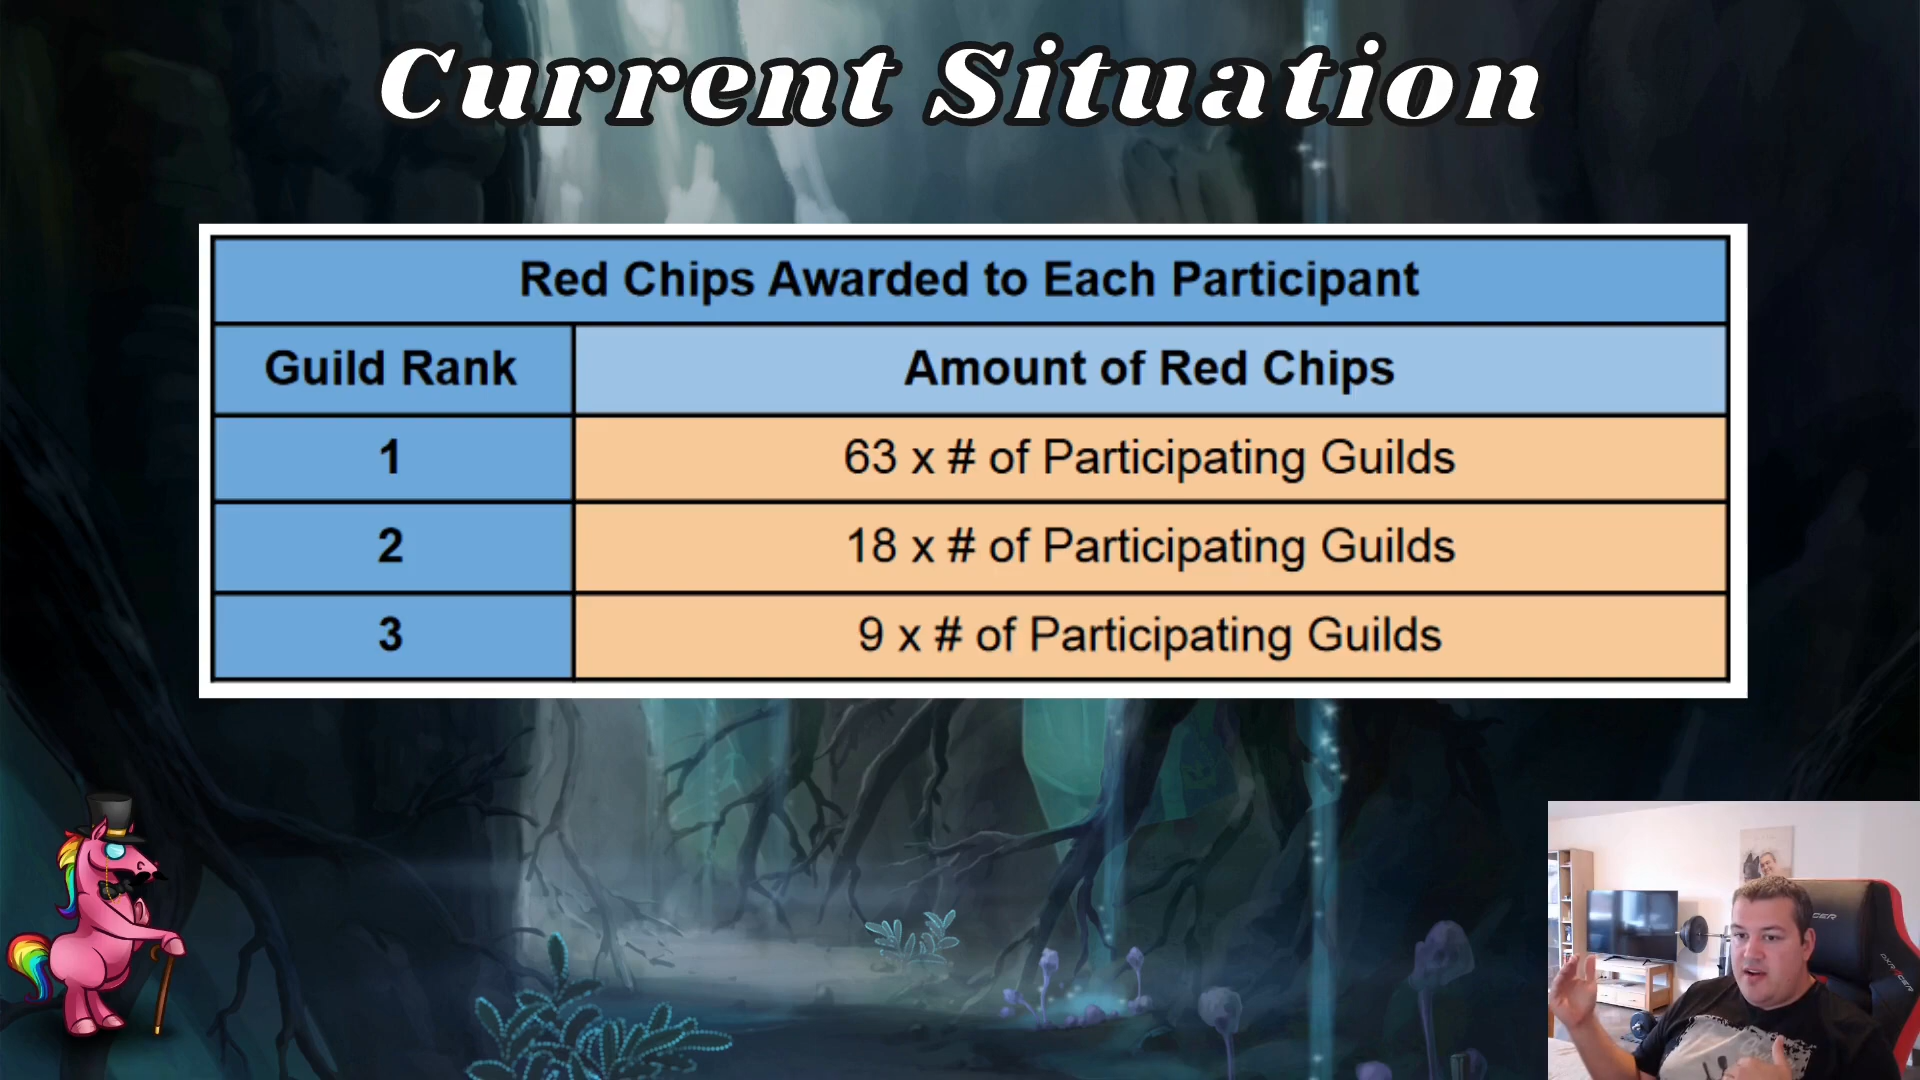 Current Situation
Red Chips Awarded to Each Participant
Guild Rank
Amount of Red Chips
1
63 x # of Participating Guilds
2
18 x # of Participating Guilds
3
9 x # of Participating Guilds